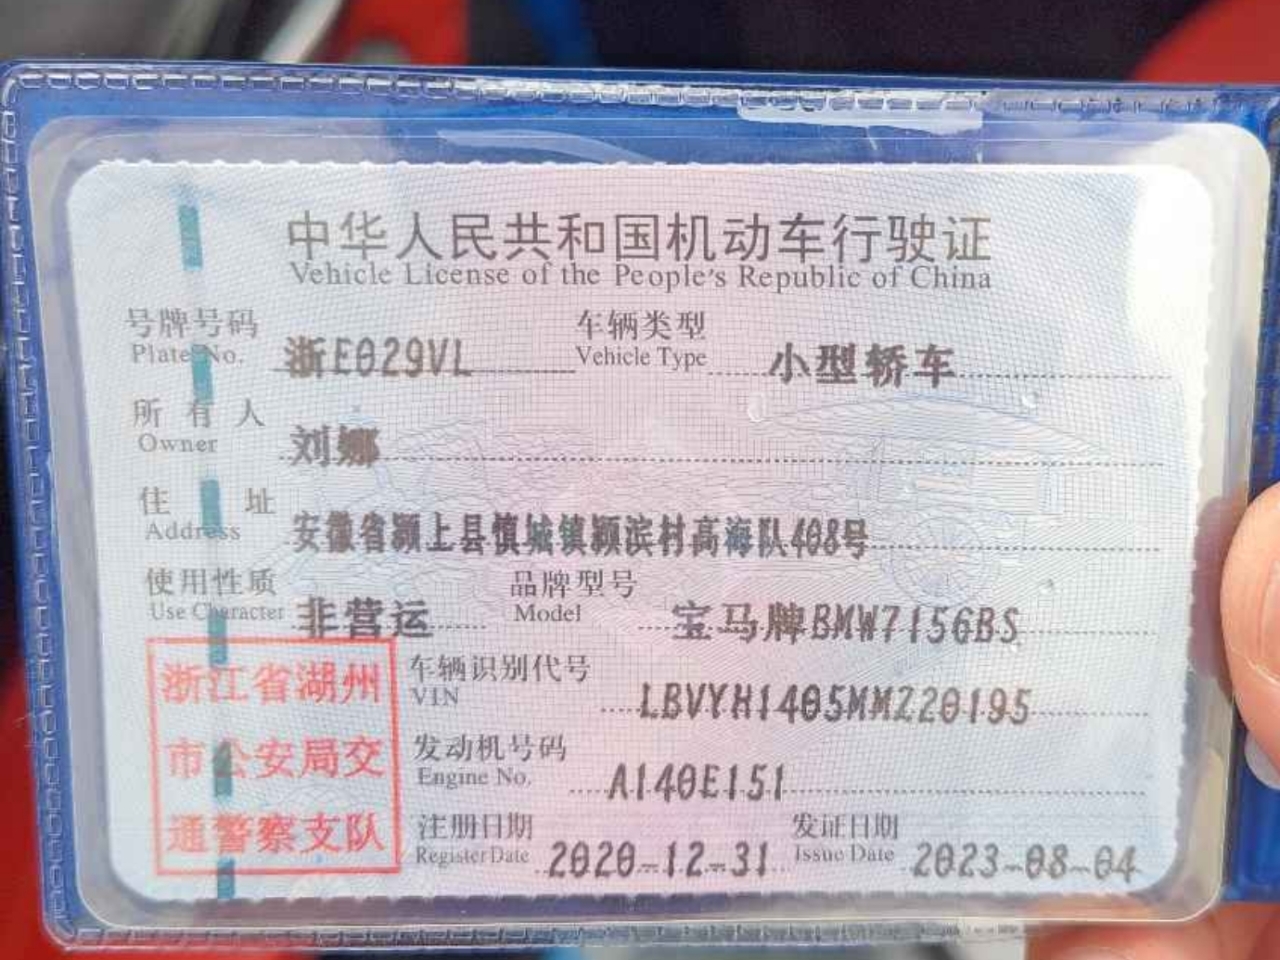 中华人民共和国机动车行驶证
Vehicle License of the People's Republic of China
号牌号码 浙E029VL 车辆类型 小型轿车
Plate No. Vehicle Type
所有人 刘娜
Owner
住址 安徽省颍上县慎城镇颍滨村高海队408号
Address
使用性质 非营运 品牌型号 宝马牌BMW7156BS
Use Character Model
浙江省湖州
市公安局交
通警察支队
车辆识别代号 LBVYH1405MMZ20195
VIN
发动机号码 A140E151
Engine No.
注册日期 2020-12-31 发证日期 2023-08-04
Register Date Issue Date